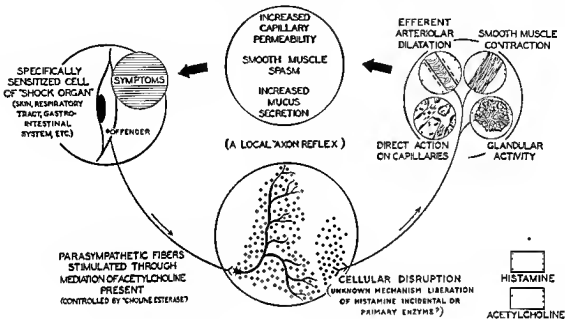 SPECIFICALLY
SENSITIZED CELL
OF "SHOCK ORGAN"
(SKIN, RESPIRATORY
TRACT, GASTRO-
INTESTINAL
SYSTEM, ETC.)
SYMPTOMS
OFFENDER
INCREASED
CAPILLARY
PERMEABILITY
SMOOTH MUSCLE
SPASM
INCREASED
MUCUS
SECRETION
(A LOCAL "AXON REFLEX)
EFFERENT
ARTERIOLAR
DILATATION
SMOOTH MUSCLE
CONTRACTION
DIRECT ACTION
ON CAPILLARIES
GLANDULAR
ACTIVITY
PARASYMPATHETIC FIBERS
STIMULATED THROUGH
MEDIATION OF ACETYLCHOLINE
PRESENT
(CONTROLLED BY "CHOLINE ESTERASE?)
CELLULAR DISRUPTION
(UNKNOWN MECHANISM LIBERATION
OF HISTAMINE INCIDENTAL OR
PRIMARY ENZYME?)
HISTAMINE
ACETYLCHOLINE